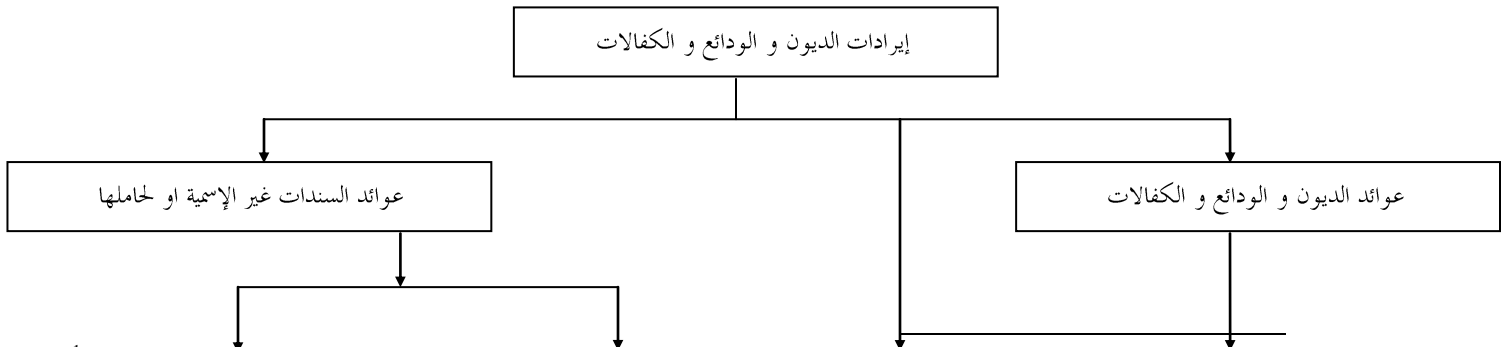 إيرادات الديون و الودائع و الكفالات
عوائد الديون و الودائع و الكفالات
عوائد السندات غير الإسمية او لحاملها